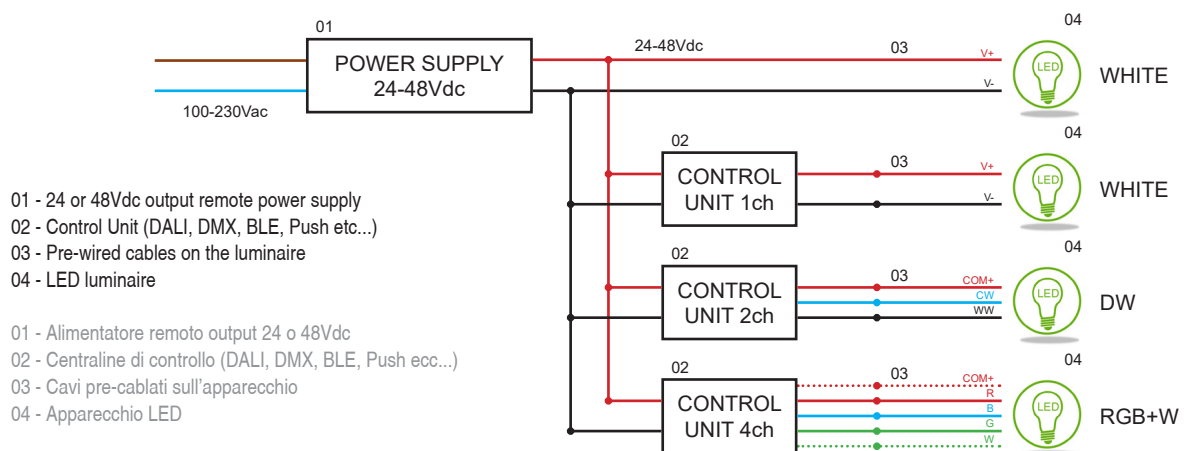 01
POWER SUPPLY
24-48Vdc
100-230Vac
24-48Vdc
03
V+
V-
04
LED
WHITE
02
CONTROL
UNIT 1ch
03
V+
V-
04
LED
WHITE
02
CONTROL
UNIT 2ch
03
COM+
CW
WW
04
LED
DW
02
CONTROL
UNIT 4ch
03
COM+
R
B
G
W
04
LED
RGB+W
01 - 24 or 48Vdc output remote power supply
02 - Control Unit (DALI, DMX, BLE, Push etc...)
03 - Pre-wired cables on the luminaire
04 - LED luminaire
01 - Alimentatore remoto output 24 o 48Vdc
02 - Centraline di controllo (DALI, DMX, BLE, Push ecc...)
03 - Cavi pre-cablati sull'apparecchio
04 - Apparecchio LED